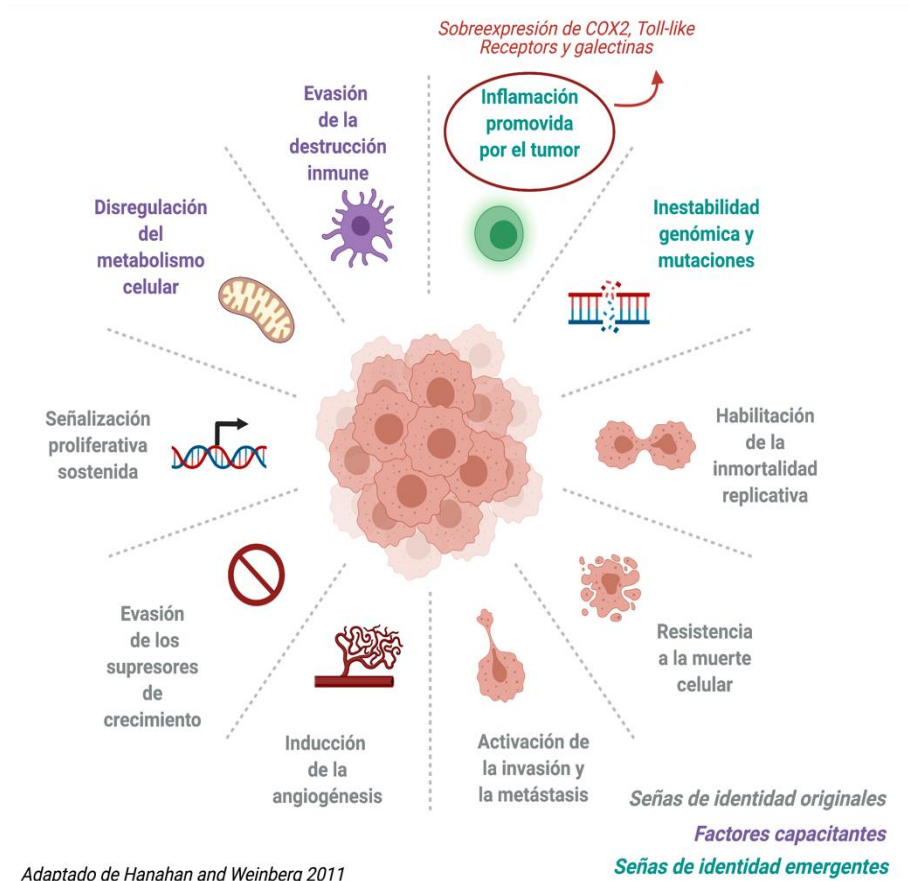 Sobreexpresión de COX2, Toll-like
Receptors y galectinas
Evasión
de la
destrucción
inmune
Inflamación
promovida
por el tumor
Disregulación
del
metabolismo
celular
Inestabilidad
genómica y
mutaciones
Señalización
proliferativa
sostenida
Habilitación
de la
inmortalidad
replicativa
Evasión
de los
supresores
de
crecimiento
Resistencia
a la muerte
celular
Inducción
de la
angiogénesis
Activación de
la invasión y
la metástasis
Señas de identidad originales
Factores capacitantes
Señas de identidad emergentes
Adaptado de Hanahan and Weinberg 2011